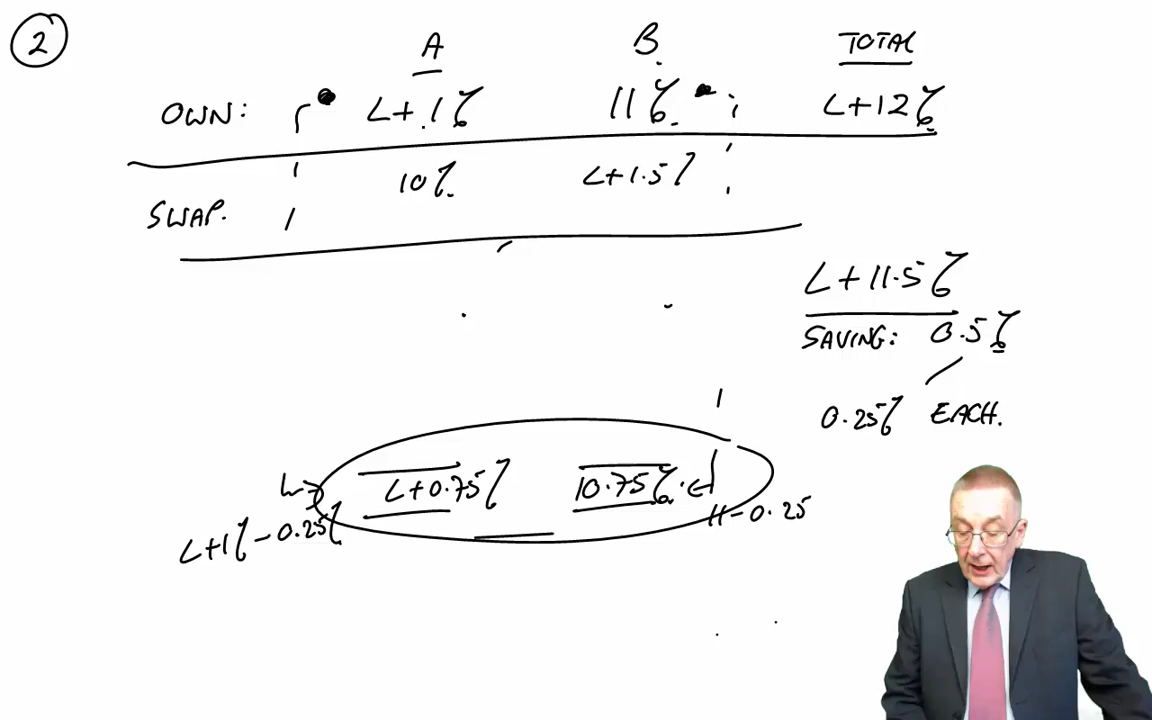 2
A B TOTAL
OWN: L+1% 11% L+12%
SWAP. 10% L+1.5%
L+11.5%
SAVING: 0.5%
0.25% EACH.
L+0.75% 10.75%
L+1%-0.25% 11-0.25